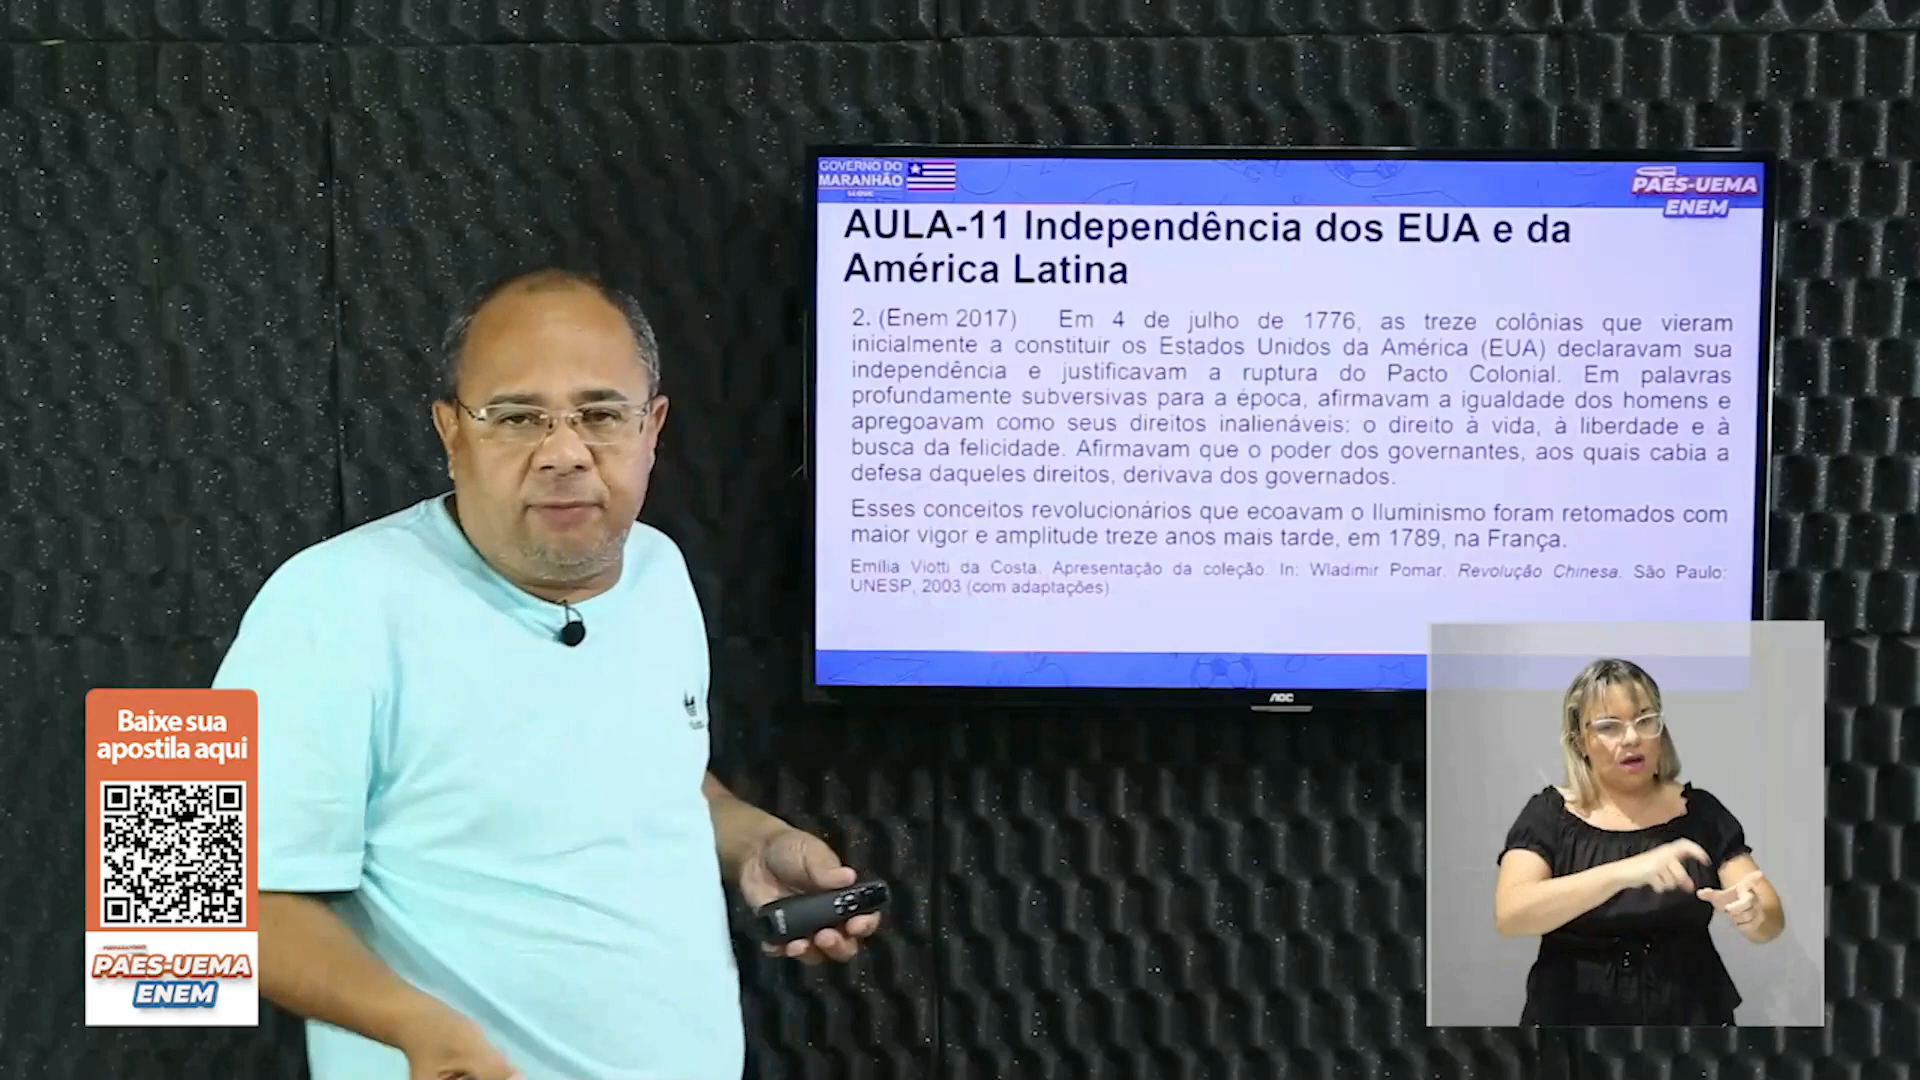 GOVERNO DO
MARANHÃO
PAES-UEMA
ENEM
AULA-11 Independência dos EUA e da
América Latina
2. (Enem 2017) Em 4 de julho de 1776, as treze colônias que vieram
inicialmente a constituir os Estados Unidos da América (EUA) declaravam sua
independência e justificavam a ruptura do Pacto Colonial. Em palavras
profundamente subversivas para a época, afirmavam a igualdade dos homens e
apregoavam como seus direitos inalienáveis: o direito à vida, à liberdade e à
busca da felicidade. Afirmavam que o poder dos governantes, aos quais cabia a
defesa daqueles direitos, derivava dos governados.
Esses conceitos revolucionários que ecoavam o Iluminismo foram retomados com
maior vigor e amplitude treze anos mais tarde, em 1789, na França.
Emília Viotti da Costa. Apresentação da coleção. In: Wladimir Pomar. Revolução Chinesa. São Paulo:
UNESP, 2003 (com adaptações)
AOC
Baixe sua
apostila aqui
PAES-UEMA
ENEM